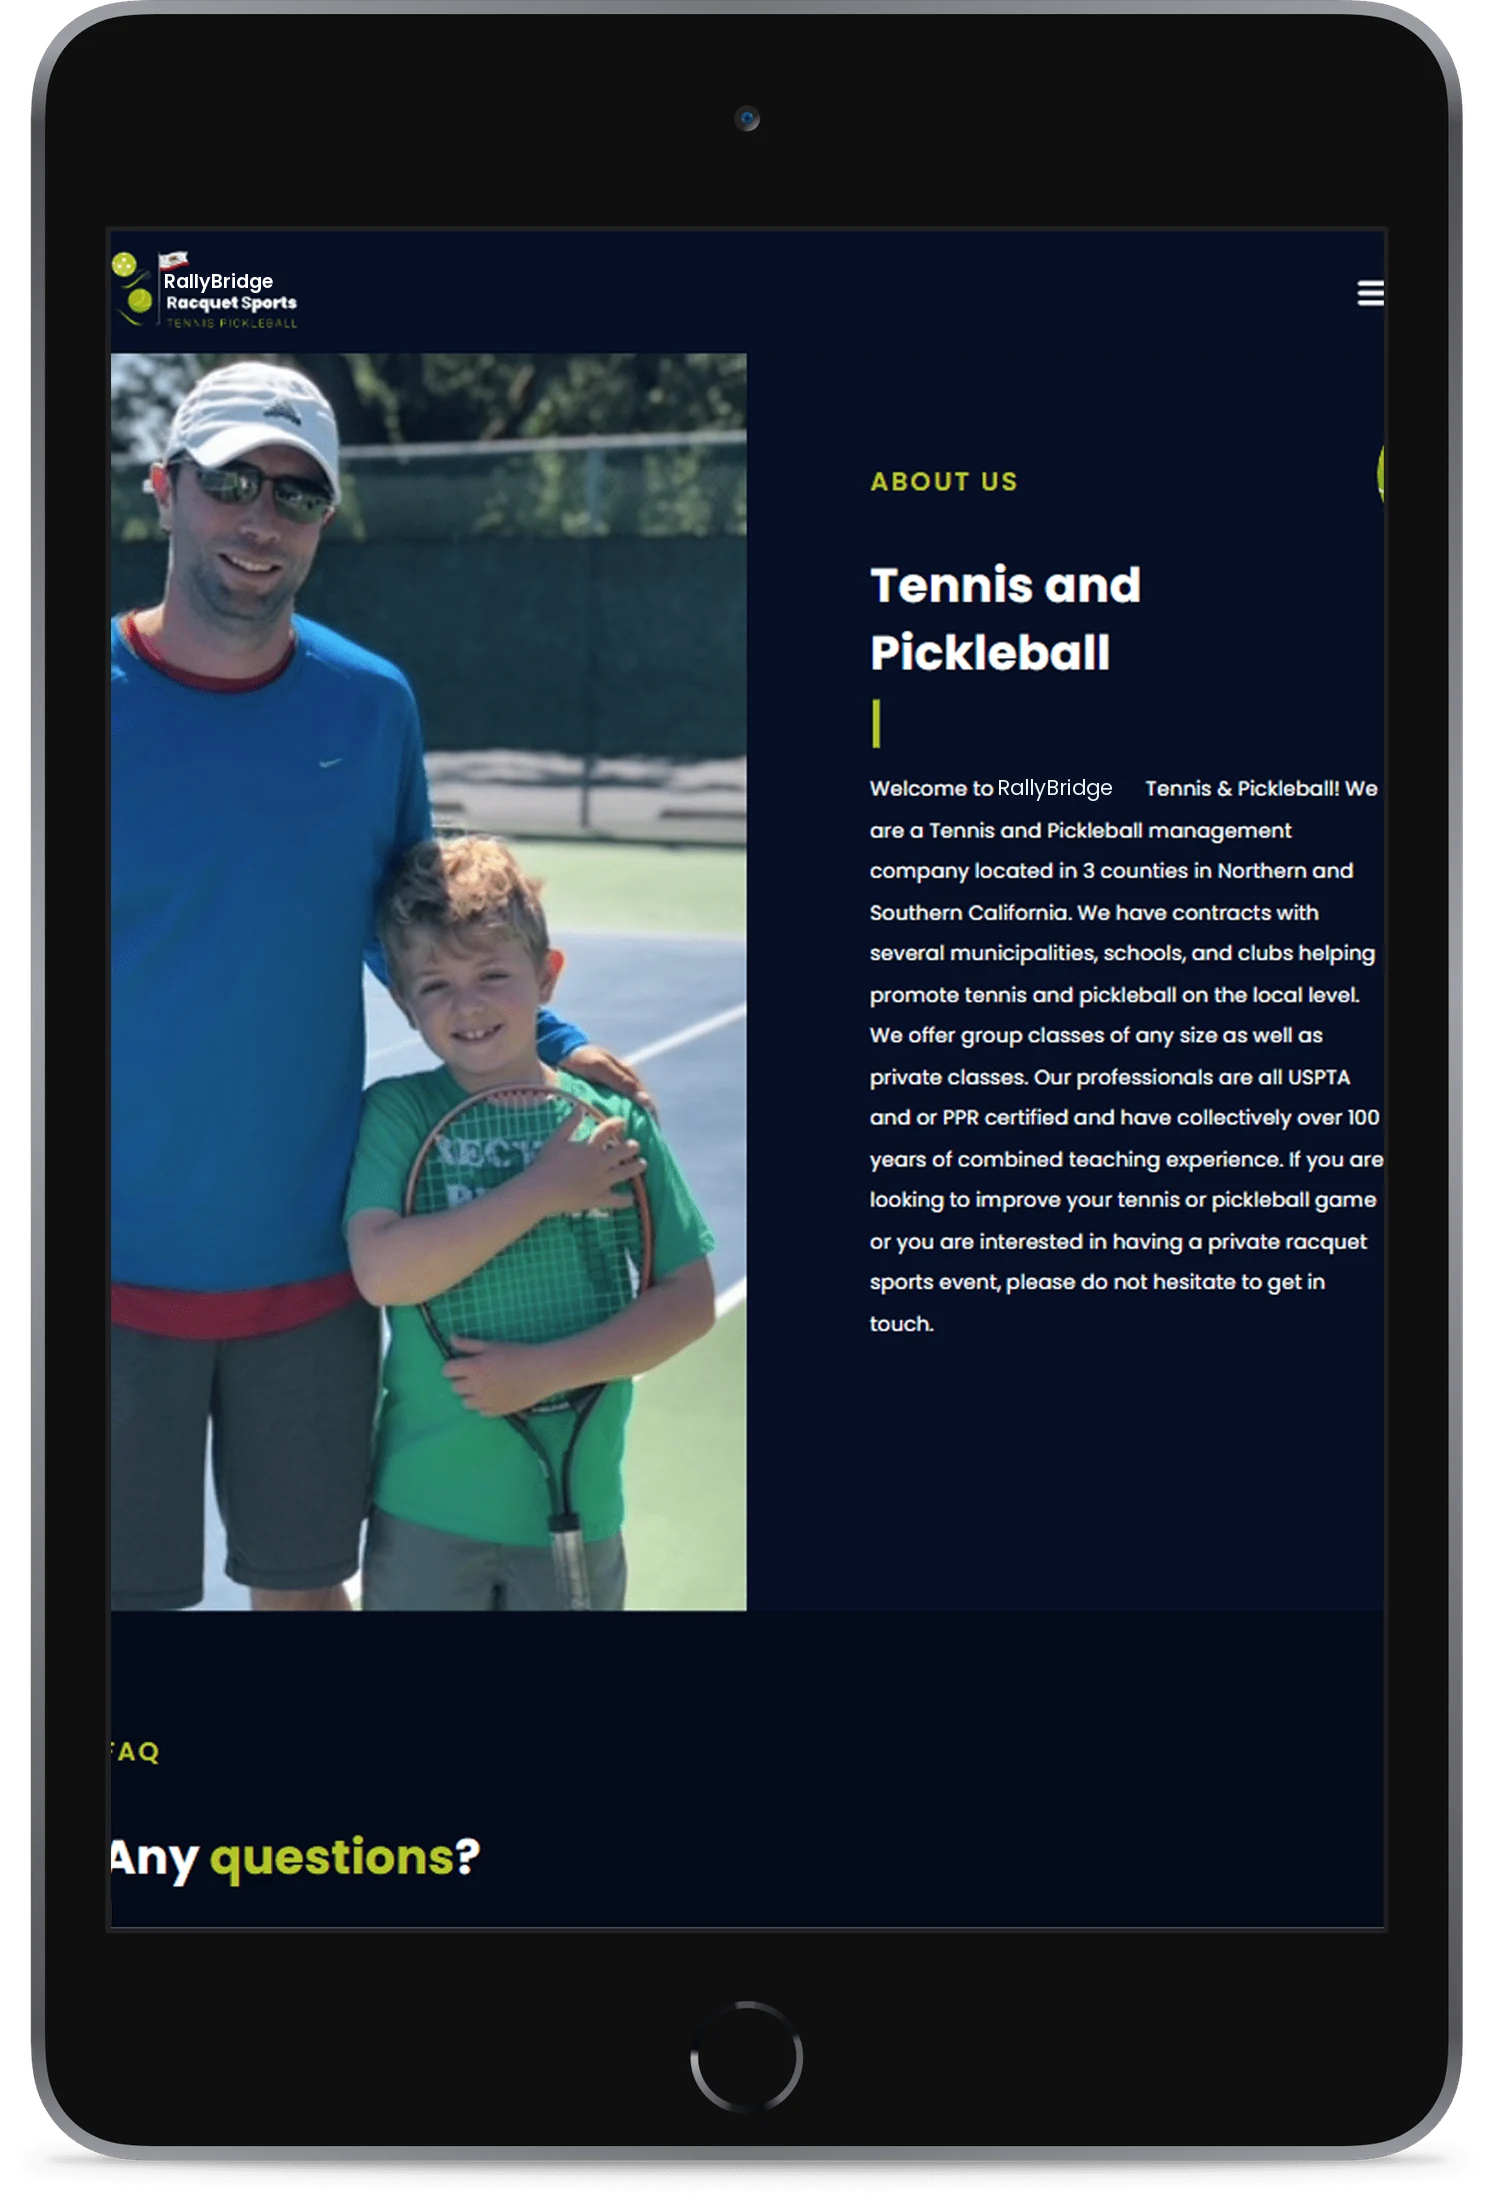 RallyBridge
Racquet Sports
TENNIS PICKLEBALL
ABOUT US
Tennis and
Pickleball
Welcome to RallyBridge Tennis & Pickleball! We
are a Tennis and Pickleball management
company located in 3 counties in Northern and
Southern California. We have contracts with
several municipalities, schools, and clubs helping
promote tennis and pickleball on the local level.
We offer group classes of any size as well as
private classes. Our professionals are all USPTA
and or PPR certified and have collectively over 100
years of combined teaching experience. If you are
looking to improve your tennis or pickleball game
or you are interested in having a private racquet
sports event, please do not hesitate to get in
touch.
FAQ
Any questions?